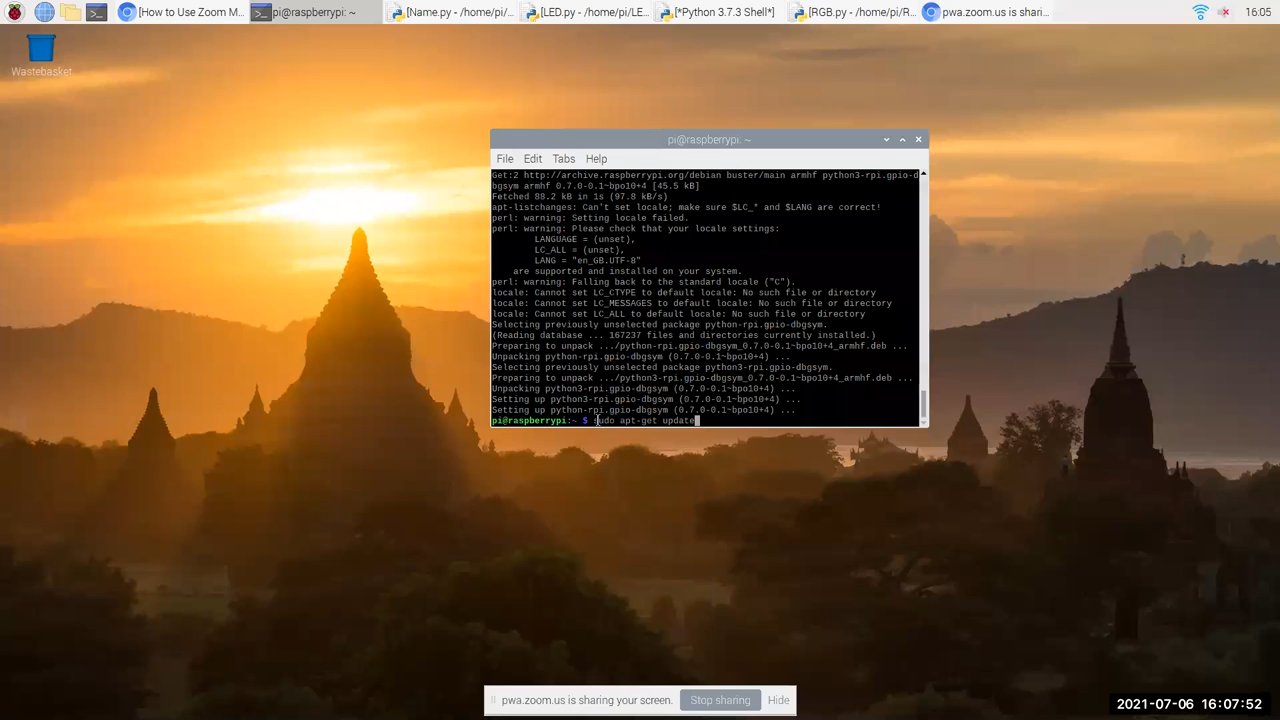 [How to Use Zoom M...
pi@raspberrypi: ~
[Name.py - /home/pi/...
[LED.py - /home/pi/LE...
[*Python 3.7.3 Shell*]
[RGB.py - /home/pi/R...
pwa.zoom.us is shari...
16:05
Wastebasket
pi@raspberrypi: ~
File Edit Tabs Help
Get:2 http://archive.raspberrypi.org/debian buster/main armhf python3-rpi.gpio-d
bgsym armhf 0.7.0-0.1~bpo10+4 [45.5 kB]
Fetched 88.2 kB in 1s (97.8 kB/s)
apt-listchanges: Can't set locale; make sure $LC_* and $LANG are correct!
perl: warning: Setting locale failed.
perl: warning: Please check that your locale settings:
LANGUAGE = (unset),
LC_ALL = (unset),
LANG = "en_GB.UTF-8"
are supported and installed on your system.
perl: warning: Falling back to the standard locale ("C").
locale: Cannot set LC_CTYPE to default locale: No such file or directory
locale: Cannot set LC_MESSAGES to default locale: No such file or directory
locale: Cannot set LC_ALL to default locale: No such file or directory
Selecting previously unselected package python-rpi.gpio-dbgsym.
(Reading database ... 167237 files and directories currently installed.)
Preparing to unpack .../python-rpi.gpio-dbgsym_0.7.0-0.1~bpo10+4_armhf.deb ...
Unpacking python-rpi.gpio-dbgsym (0.7.0-0.1~bpo10+4) ...
Selecting previously unselected package python3-rpi.gpio-dbgsym.
Preparing to unpack .../python3-rpi.gpio-dbgsym_0.7.0-0.1~bpo10+4_armhf.deb ...
Unpacking python3-rpi.gpio-dbgsym (0.7.0-0.1~bpo10+4) ...
Setting up python3-rpi.gpio-dbgsym (0.7.0-0.1~bpo10+4) ...
Setting up python-rpi.gpio-dbgsym (0.7.0-0.1~bpo10+4) ...
pi@raspberrypi:~ $ sudo apt-get update
pwa.zoom.us is sharing your screen. Stop sharing Hide
2021-07-06 16:07:52